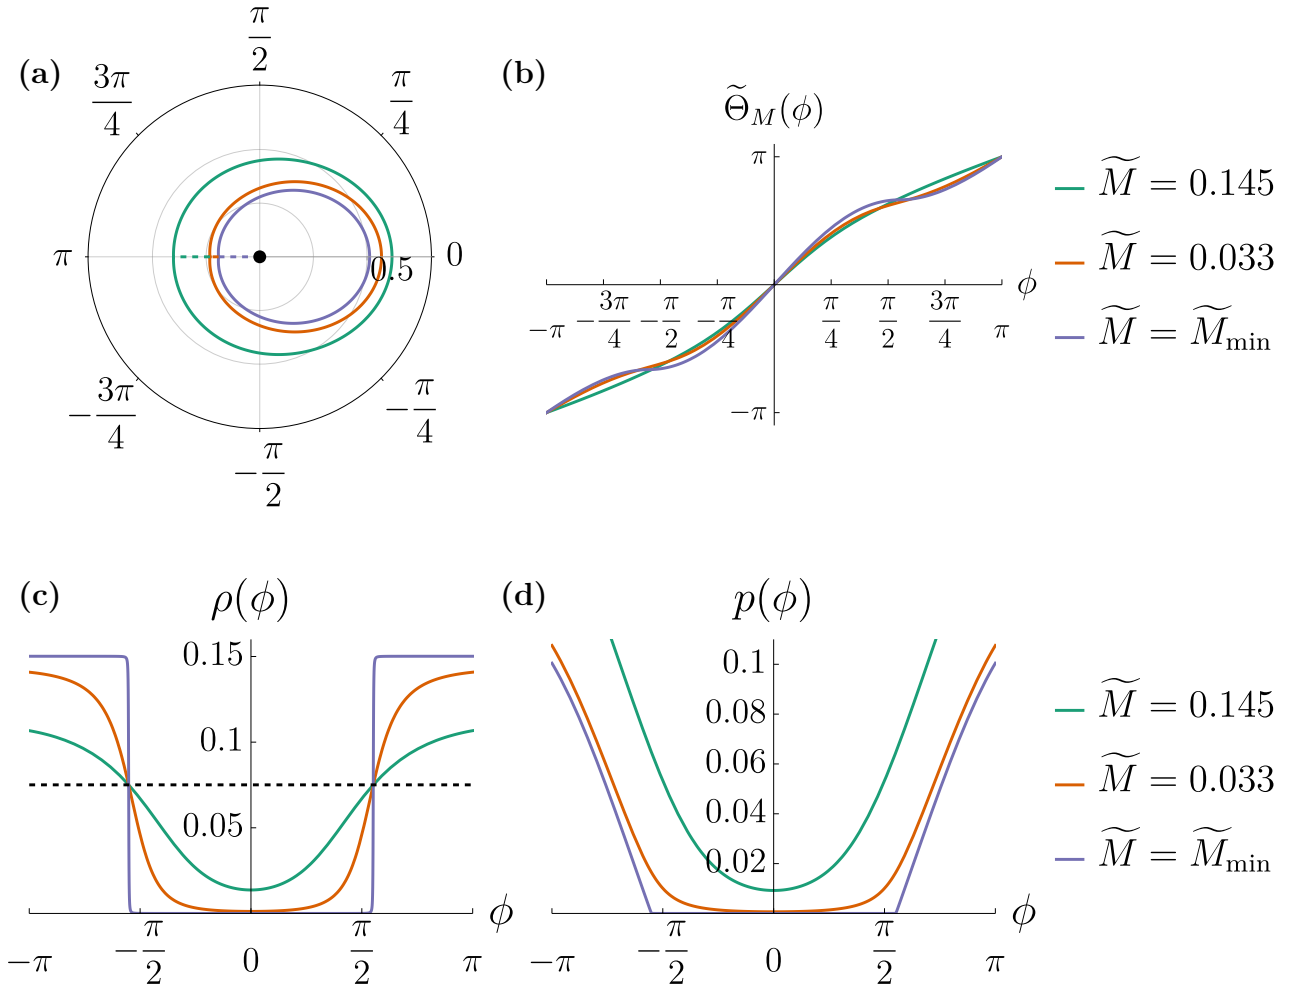 (a)
π/2
3π/4
π/4
π
0.5
0
−3π/4
−π/4
−π/2
(b)
Θ̃_M(ϕ)
π
ϕ
−π −3π/4 −π/2 −π/4 π/4 π/2 3π/4 π
−π
M̃ = 0.145
M̃ = 0.033
M̃ = M̃_min
(c)
ρ(ϕ)
0.15
0.1
0.05
ϕ
−π −π/2 0 π/2 π
(d)
p(ϕ)
0.1
0.08
0.06
0.04
0.02
ϕ
−π −π/2 0 π/2 π
M̃ = 0.145
M̃ = 0.033
M̃ = M̃_min